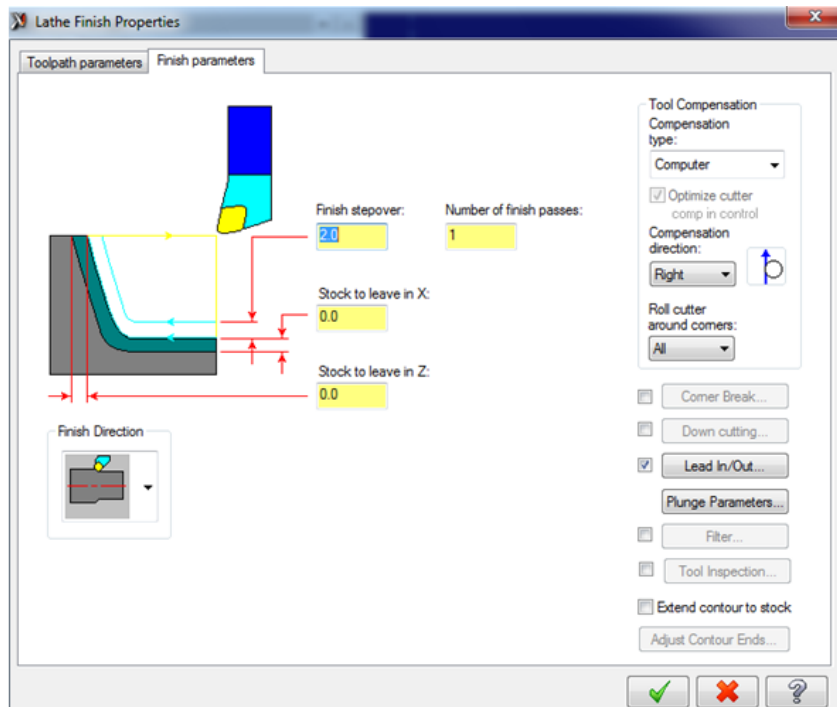 Lathe Finish Properties
Toolpath parameters
Finish parameters
Finish stepover:
Number of finish passes:
2.0
1
Stock to leave in X:
0.0
Stock to leave in Z:
0.0
Finish Direction
Tool Compensation
Compensation
type:
Computer
Optimize cutter
comp in control
Compensation
direction:
Right
Roll cutter
around corners:
All
Corner Break...
Down cutting...
Lead In/Out...
Plunge Parameters...
Filter...
Tool Inspection...
Extend contour to stock
Adjust Contour Ends...